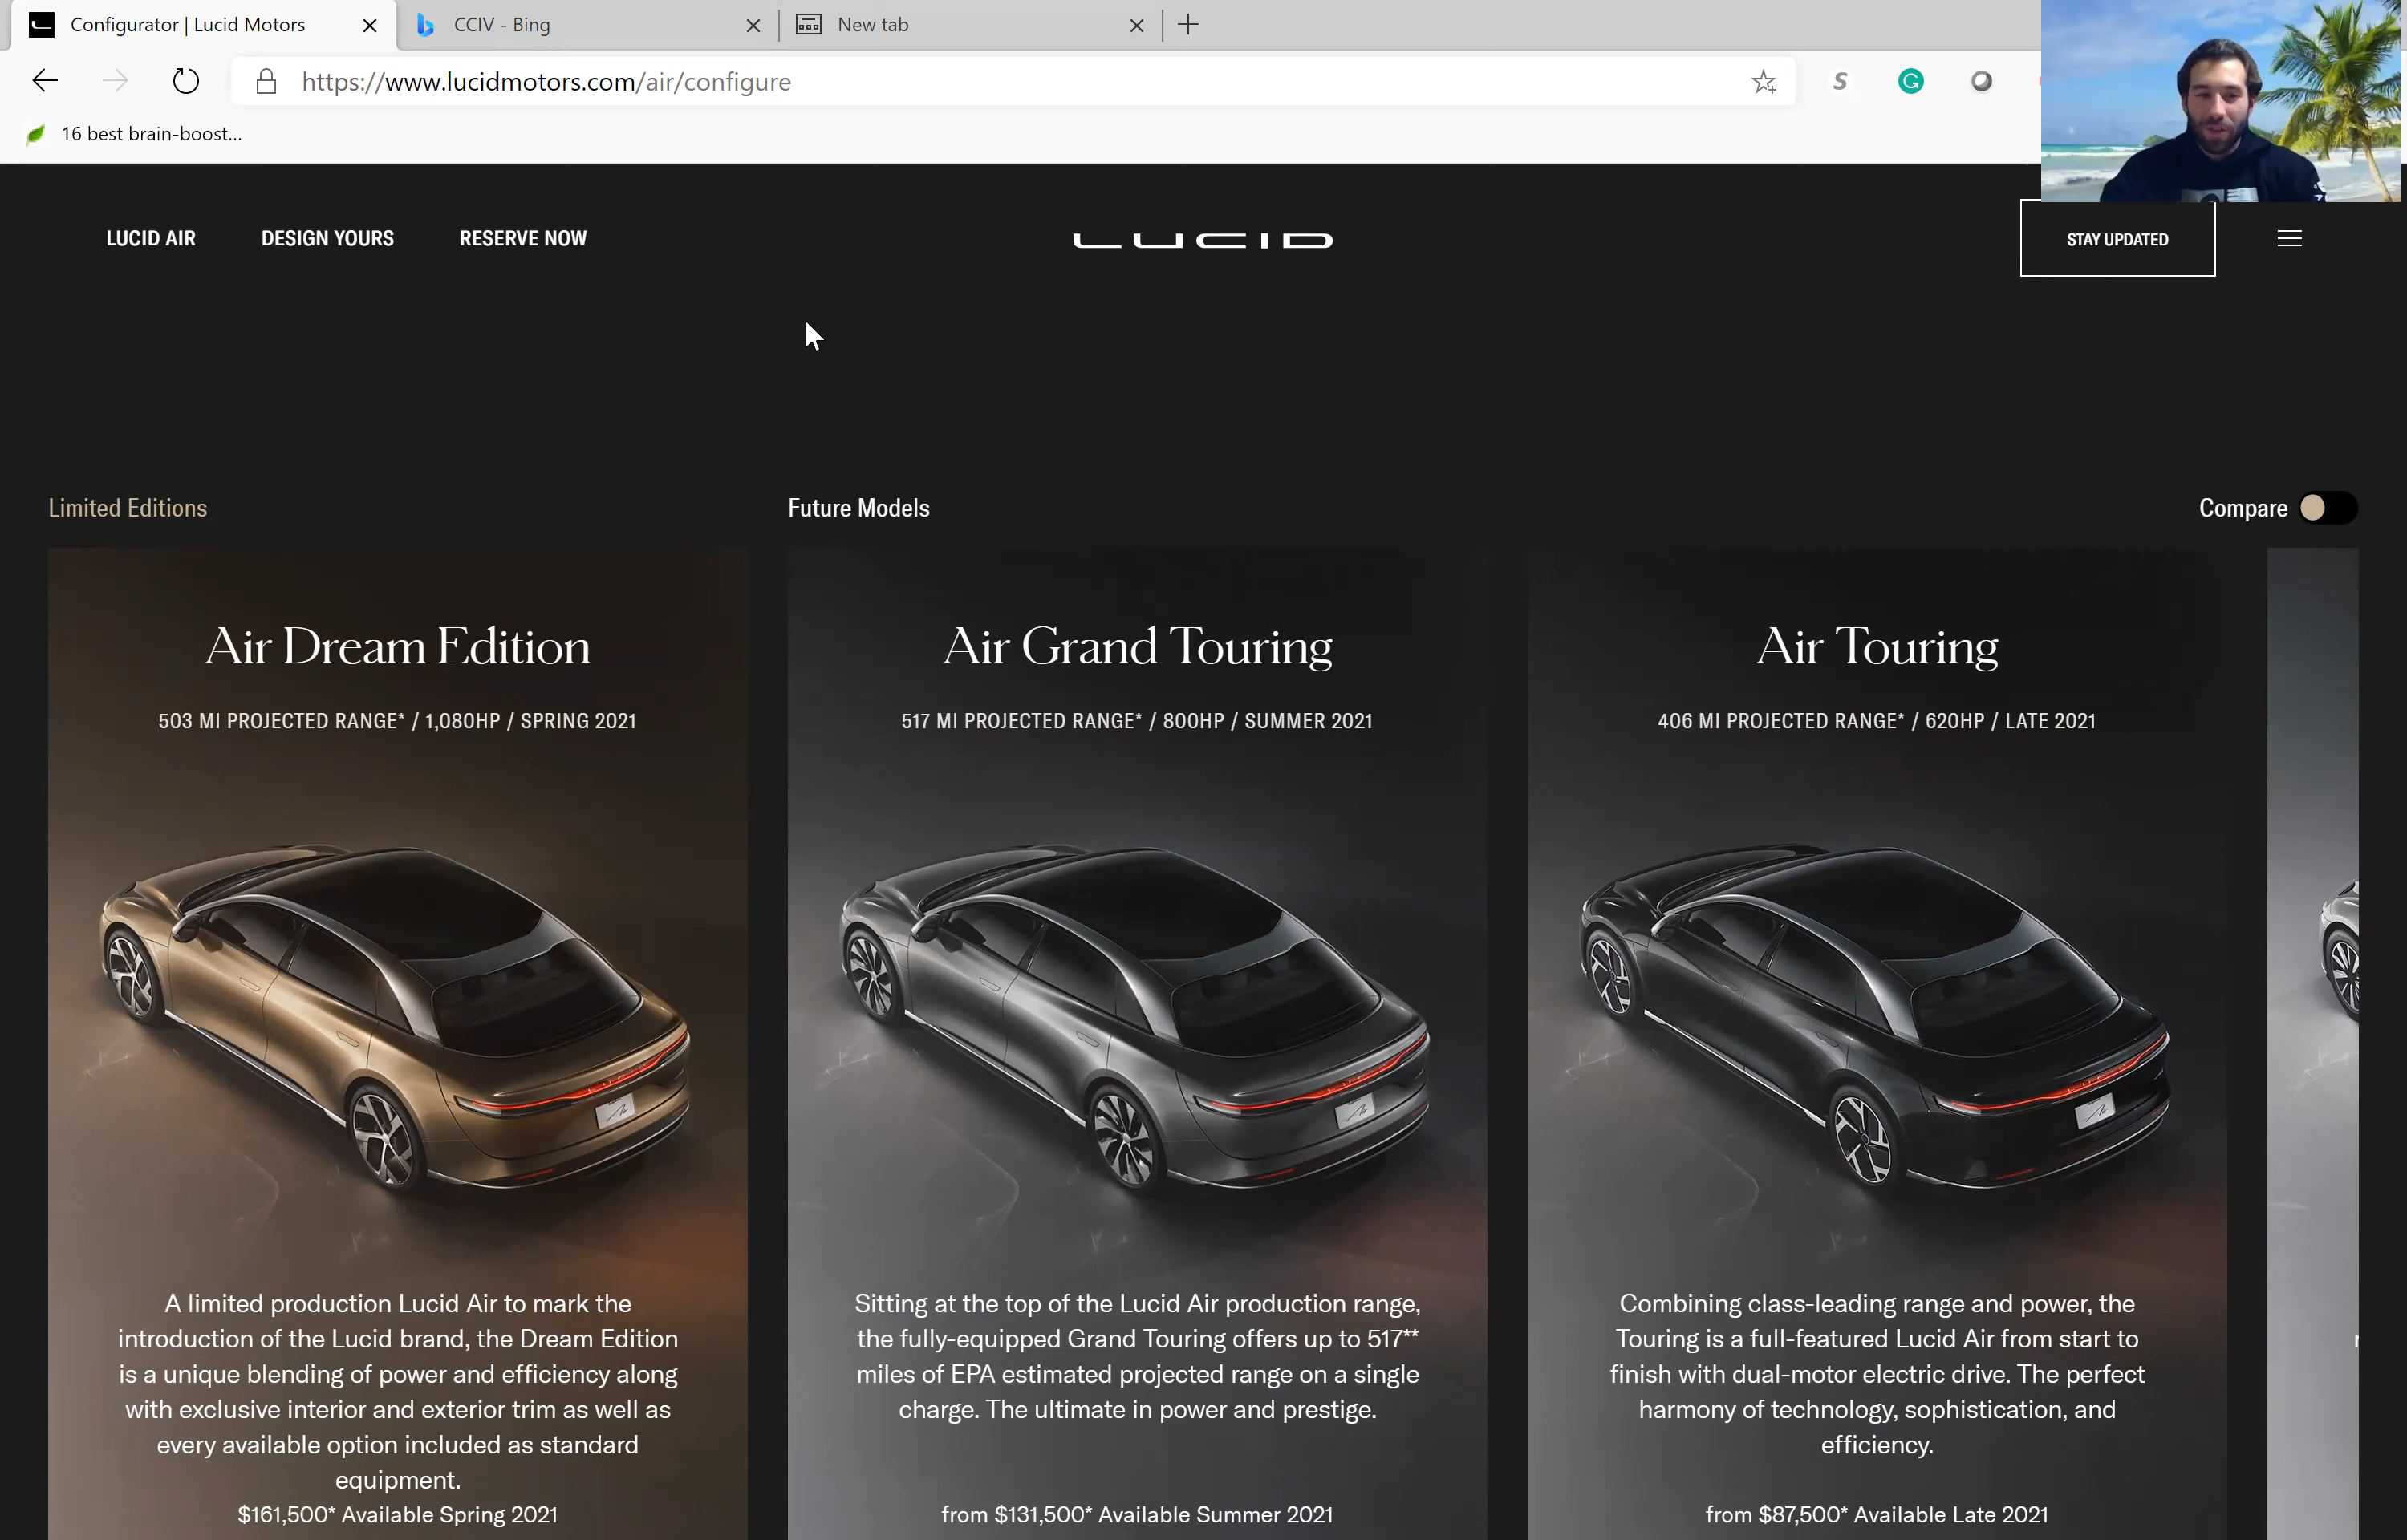 Configurator | Lucid Motors
CCIV - Bing
New tab
https://www.lucidmotors.com/air/configure
16 best brain-boost...
LUCID AIR
DESIGN YOURS
RESERVE NOW
LUCID
STAY UPDATED
Limited Editions
Future Models
Compare
Air Dream Edition
503 MI PROJECTED RANGE* / 1,080HP / SPRING 2021
A limited production Lucid Air to mark the
introduction of the Lucid brand, the Dream Edition
is a unique blending of power and efficiency along
with exclusive interior and exterior trim as well as
every available option included as standard
equipment.
$161,500* Available Spring 2021
Air Grand Touring
517 MI PROJECTED RANGE* / 800HP / SUMMER 2021
Sitting at the top of the Lucid Air production range,
the fully-equipped Grand Touring offers up to 517**
miles of EPA estimated projected range on a single
charge. The ultimate in power and prestige.
from $131,500* Available Summer 2021
Air Touring
406 MI PROJECTED RANGE* / 620HP / LATE 2021
Combining class-leading range and power, the
Touring is a full-featured Lucid Air from start to
finish with dual-motor electric drive. The perfect
harmony of technology, sophistication, and
efficiency.
from $87,500* Available Late 2021